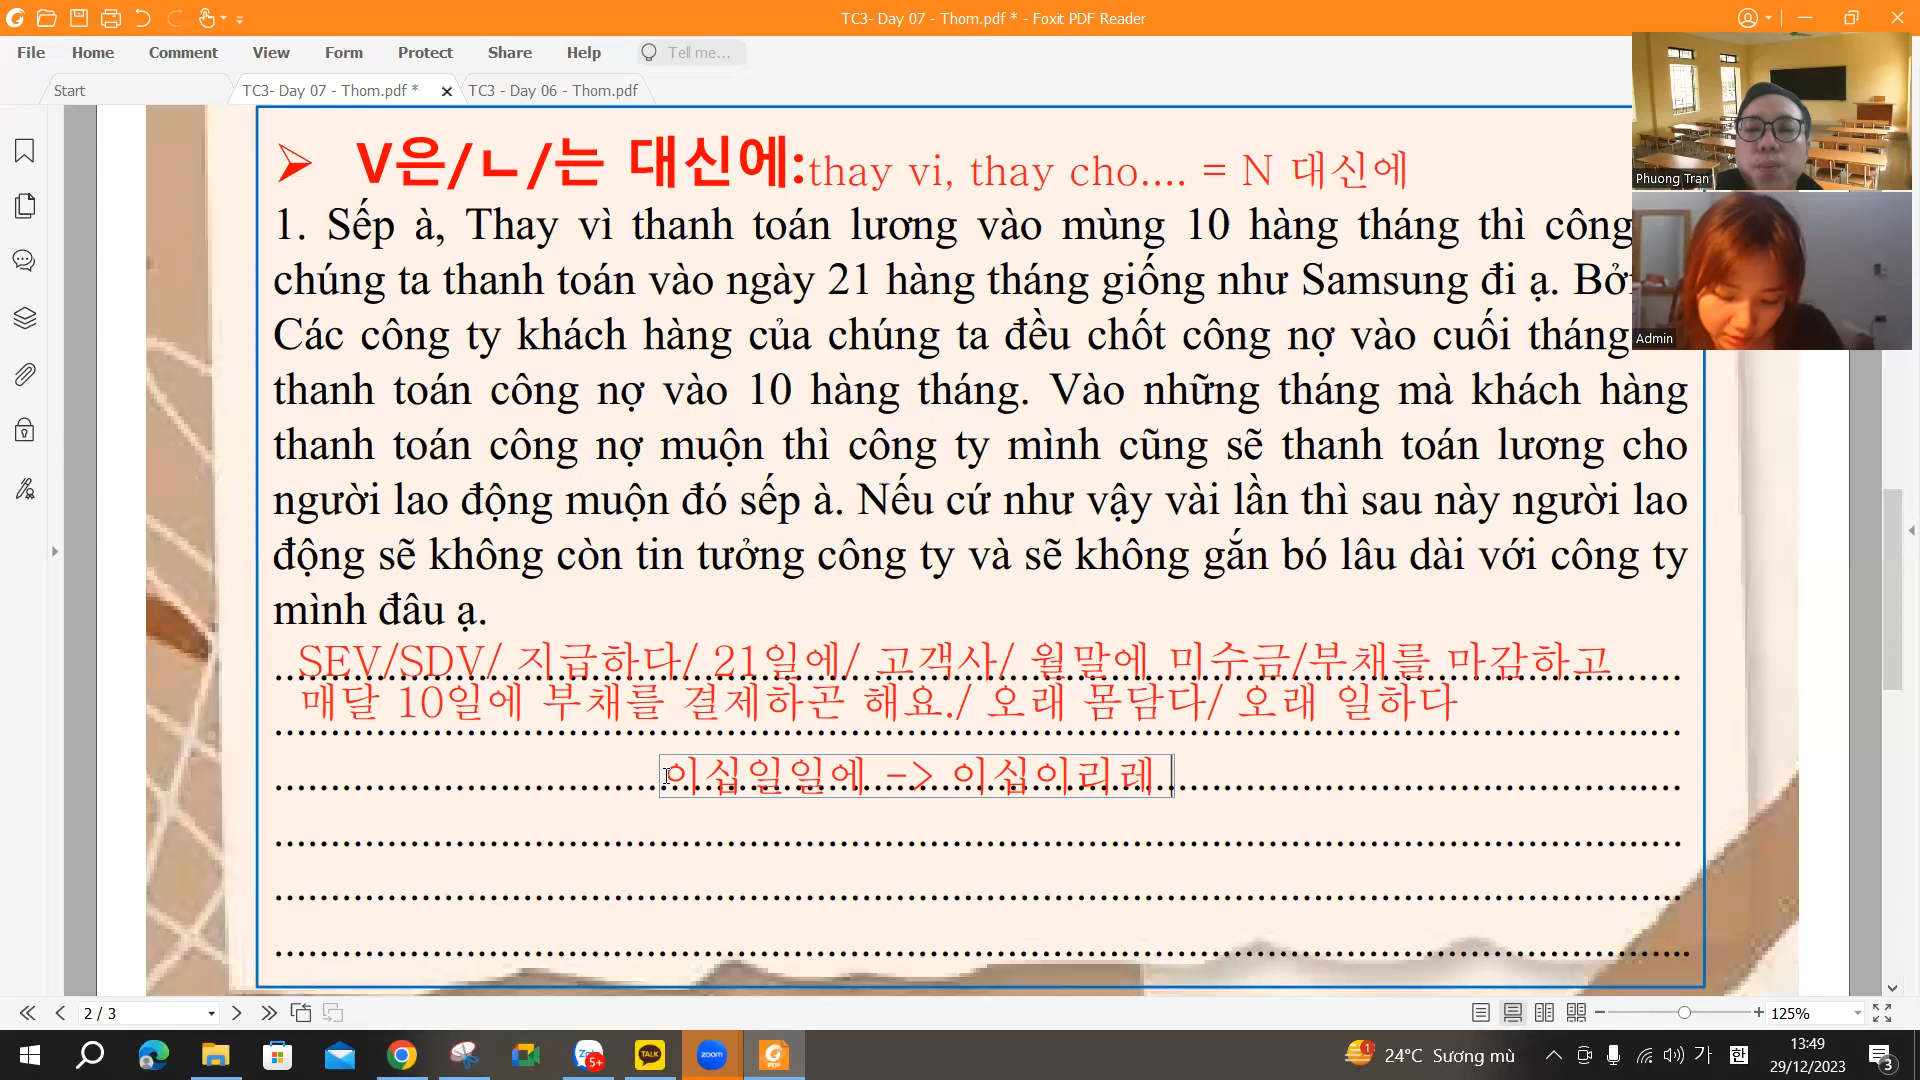 TC3- Day 07 - Thom.pdf * - Foxit PDF Reader
File Home Comment View Form Protect Share Help Tell me...
Start TC3- Day 07 - Thom.pdf * TC3 - Day 06 - Thom.pdf
V은/ㄴ/는 대신에:thay vi, thay cho.... = N 대신에
Phuong Tran
1. Sếp à, Thay vì thanh toán lương vào mùng 10 hàng tháng thì công
chúng ta thanh toán vào ngày 21 hàng tháng giống như Samsung đi ạ. Bởi
Các công ty khách hàng của chúng ta đều chốt công nợ vào cuối tháng
Admin
thanh toán công nợ vào 10 hàng tháng. Vào những tháng mà khách hàng
thanh toán công nợ muộn thì công ty mình cũng sẽ thanh toán lương cho
người lao động muộn đó sếp à. Nếu cứ như vậy vài lần thì sau này người lao
động sẽ không còn tin tưởng công ty và sẽ không gắn bó lâu dài với công ty
mình đâu ạ.
SEV/SDV/ 지급하다/ 21일에/ 고객사/ 월말에 미수금/부채를 마감하고
매달 10일에 부채를 결제하곤 해요./ 오래 몸담다/ 오래 일하다
이십일일에 -> 이십이리레
2 / 3 125%
24°C Sương mù 가 한 13:49
29/12/2023 3